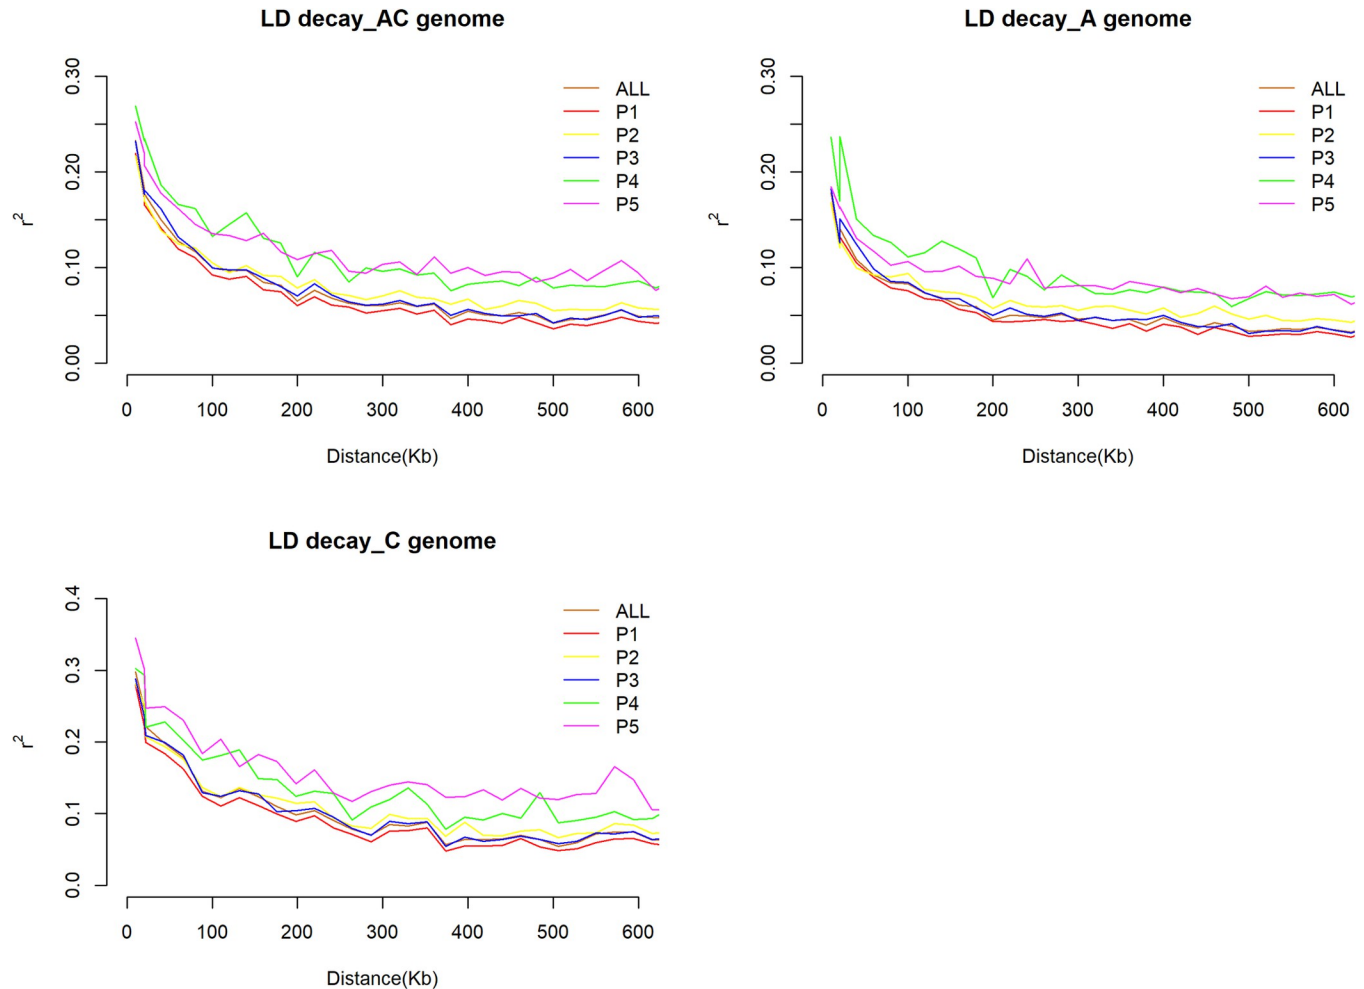 LD decay_AC genome
0.30
0.20
0.10
0.00
r2
ALL
P1
P2
P3
P4
P5
0 100 200 300 400 500 600
Distance(Kb)
LD decay_A genome
0.30
0.20
0.10
0.00
r2
ALL
P1
P2
P3
P4
P5
0 100 200 300 400 500 600
Distance(Kb)
LD decay_C genome
0.4
0.3
0.2
0.1
0.0
r2
ALL
P1
P2
P3
P4
P5
0 100 200 300 400 500 600
Distance(Kb)